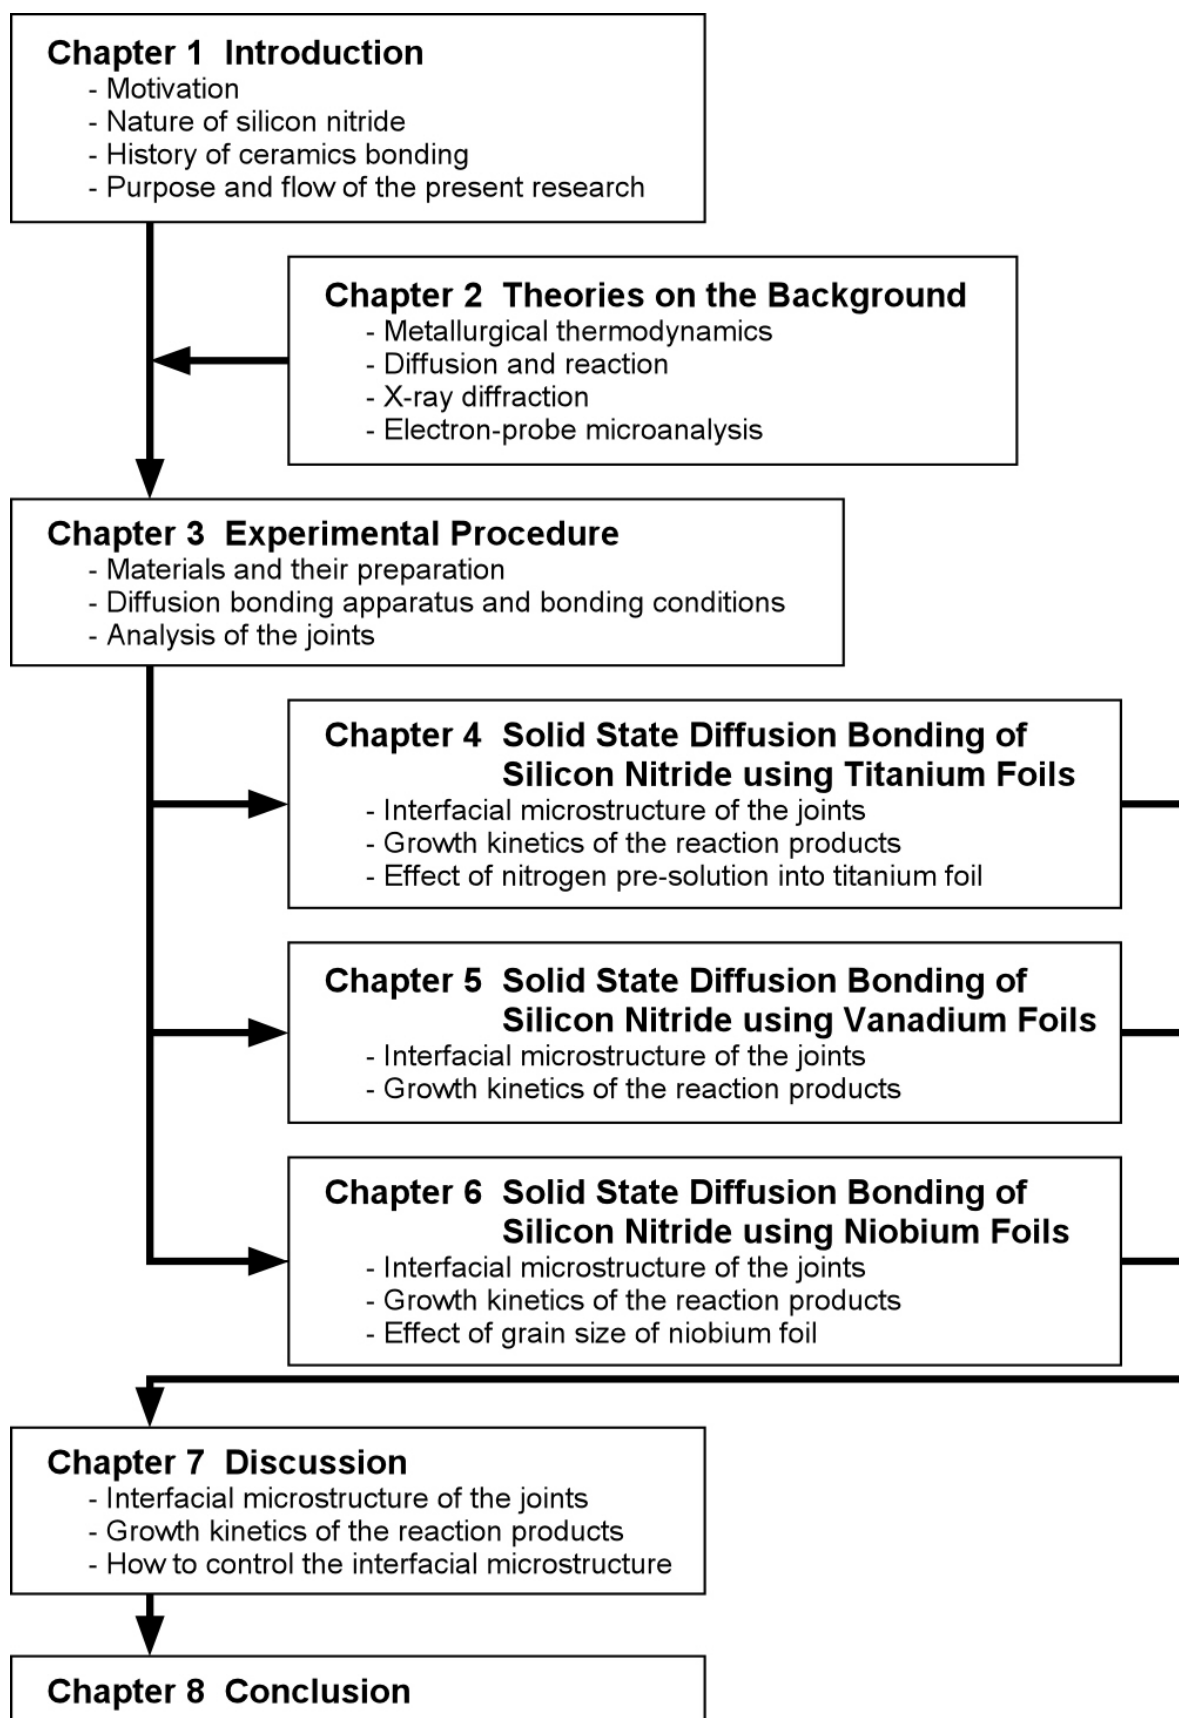 Chapter 1 Introduction
- Motivation
- Nature of silicon nitride
- History of ceramics bonding
- Purpose and flow of the present research
Chapter 2 Theories on the Background
- Metallurgical thermodynamics
- Diffusion and reaction
- X-ray diffraction
- Electron-probe microanalysis
Chapter 3 Experimental Procedure
- Materials and their preparation
- Diffusion bonding apparatus and bonding conditions
- Analysis of the joints
Chapter 4 Solid State Diffusion Bonding of
Silicon Nitride using Titanium Foils
- Interfacial microstructure of the joints
- Growth kinetics of the reaction products
- Effect of nitrogen pre-solution into titanium foil
Chapter 5 Solid State Diffusion Bonding of
Silicon Nitride using Vanadium Foils
- Interfacial microstructure of the joints
- Growth kinetics of the reaction products
Chapter 6 Solid State Diffusion Bonding of
Silicon Nitride using Niobium Foils
- Interfacial microstructure of the joints
- Growth kinetics of the reaction products
- Effect of grain size of niobium foil
Chapter 7 Discussion
- Interfacial microstructure of the joints
- Growth kinetics of the reaction products
- How to control the interfacial microstructure
Chapter 8 Conclusion